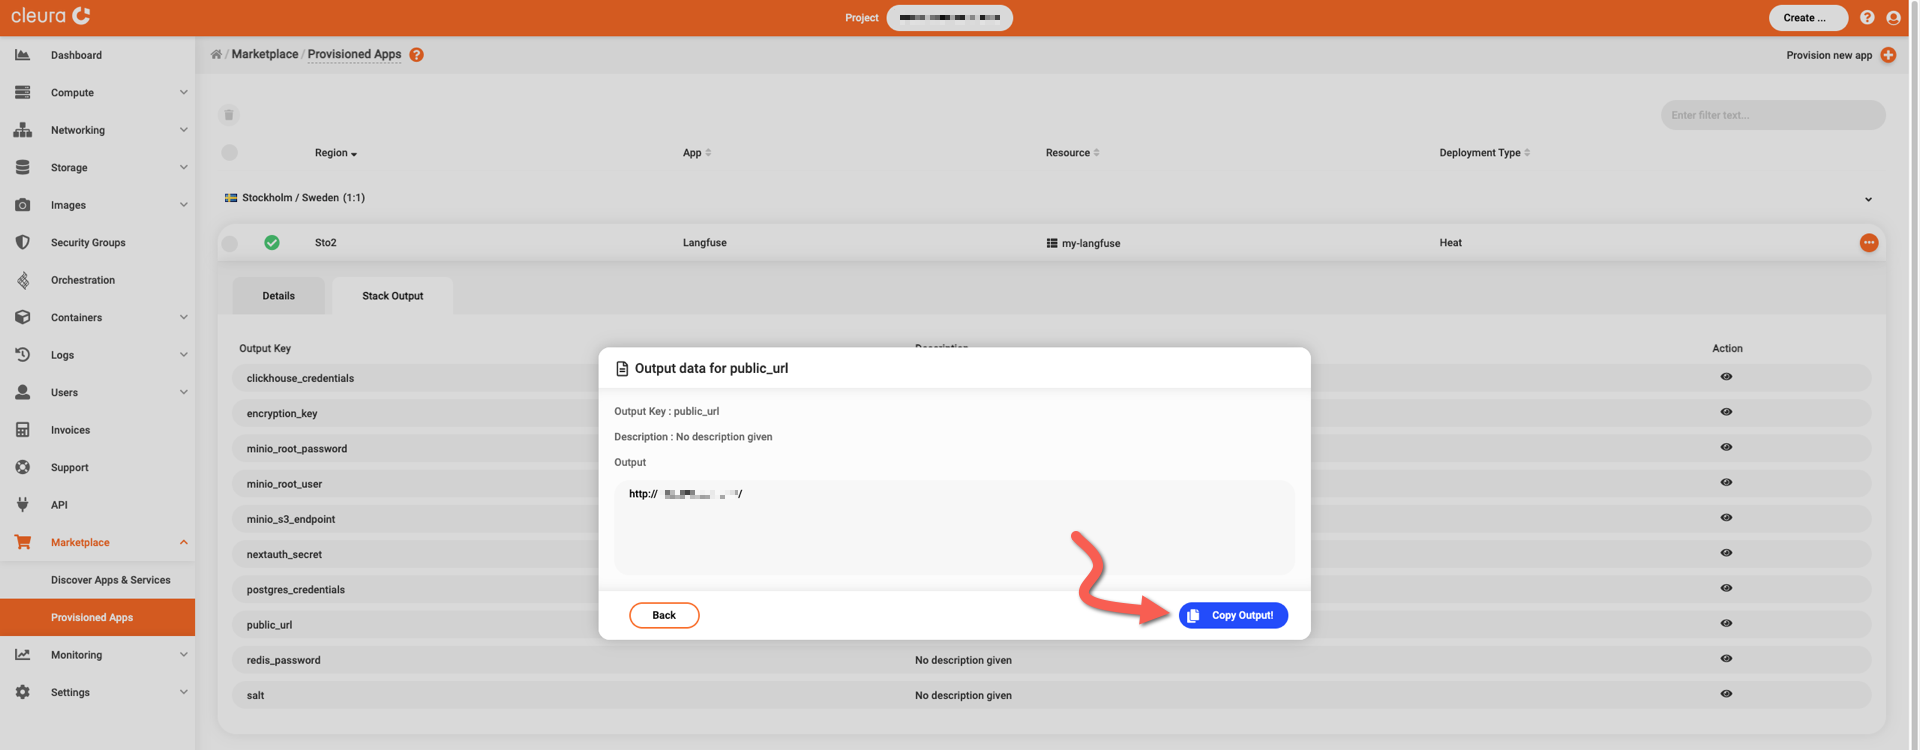 cleura
Project
Create ...
Dashboard
Compute
Networking
Storage
Images
Security Groups
Orchestration
Containers
Logs
Users
Invoices
Support
API
Marketplace
Discover Apps & Services
Provisioned Apps
Monitoring
Settings
/ Marketplace / Provisioned Apps ?
Provision new app
Enter filter text...
Region App Resource Deployment Type
Stockholm / Sweden (1:1)
Sto2 Langfuse my-langfuse Heat
Details Stack Output
Output Key Description Action
clickhouse_credentials
encryption_key
minio_root_password
minio_root_user
minio_s3_endpoint
nextauth_secret
postgres_credentials
public_url
redis_password No description given
salt No description given
Output data for public_url
Output Key : public_url
Description : No description given
Output
http:// /
Back Copy Output!